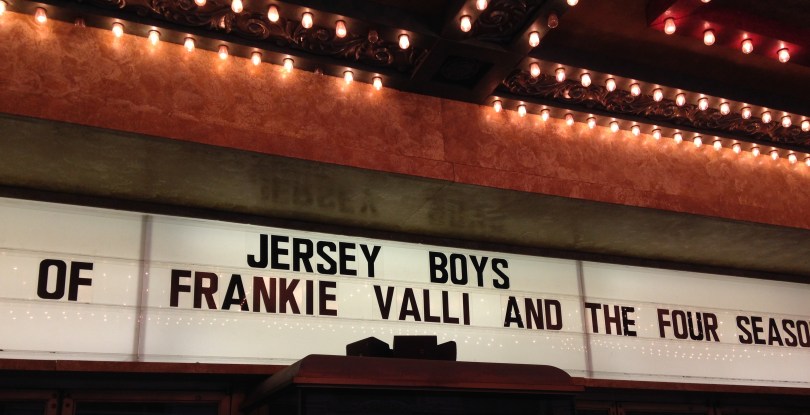 JERSEY BOYS
OF FRANKIE VALLI AND THE FOUR SEASO